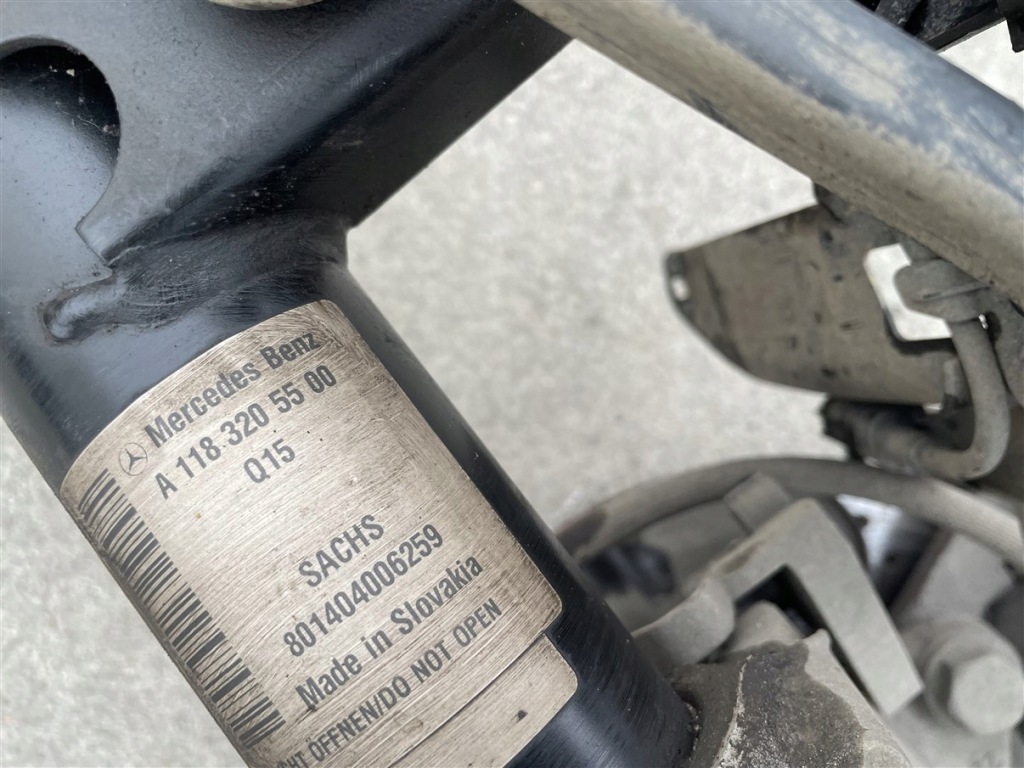 Mercedes Benz
A 118 320 55 00
Q15
SACHS
801404006259
Made in Slovakia
ÖFFNEN/DO NOT OPEN